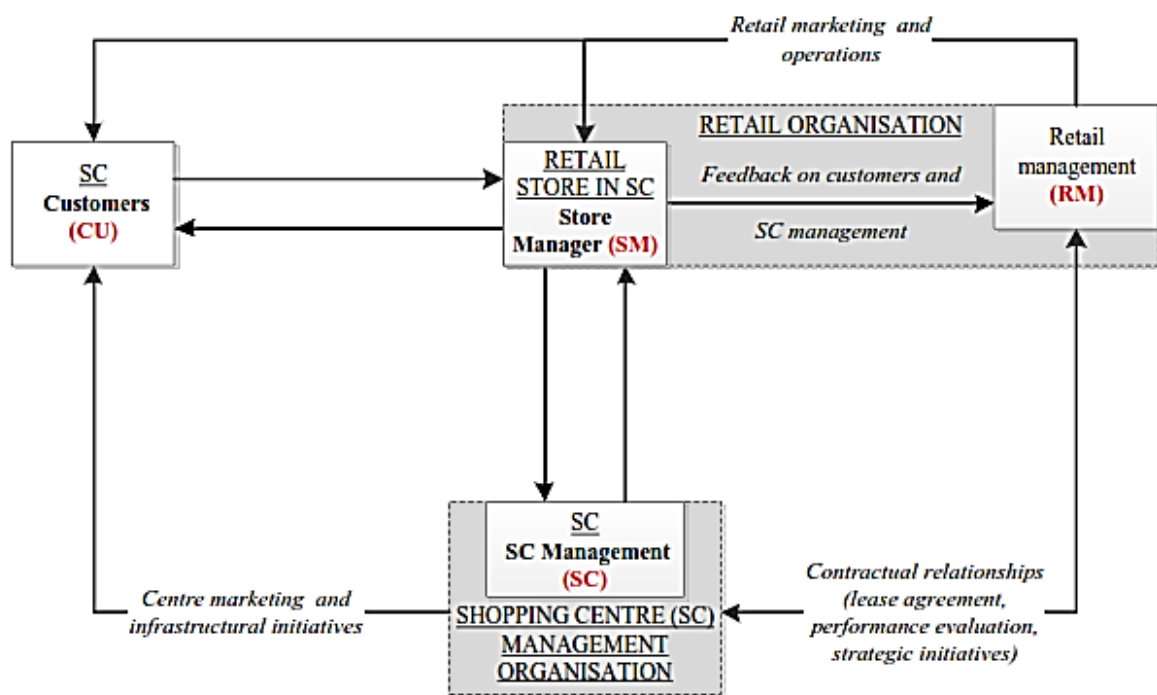 Retail marketing and
operations
RETAIL ORGANISATION
Retail
management
(RM)
SC
Customers
(CU)
RETAIL
STORE IN SC
Store
Manager (SM)
Feedback on customers and
SC management
SC
SC Management
(SC)
SHOPPING CENTRE (SC)
MANAGEMENT
ORGANISATION
Centre marketing and
infrastructural initiatives
Contractual relationships
(lease agreement,
performance evaluation,
strategic initiatives)